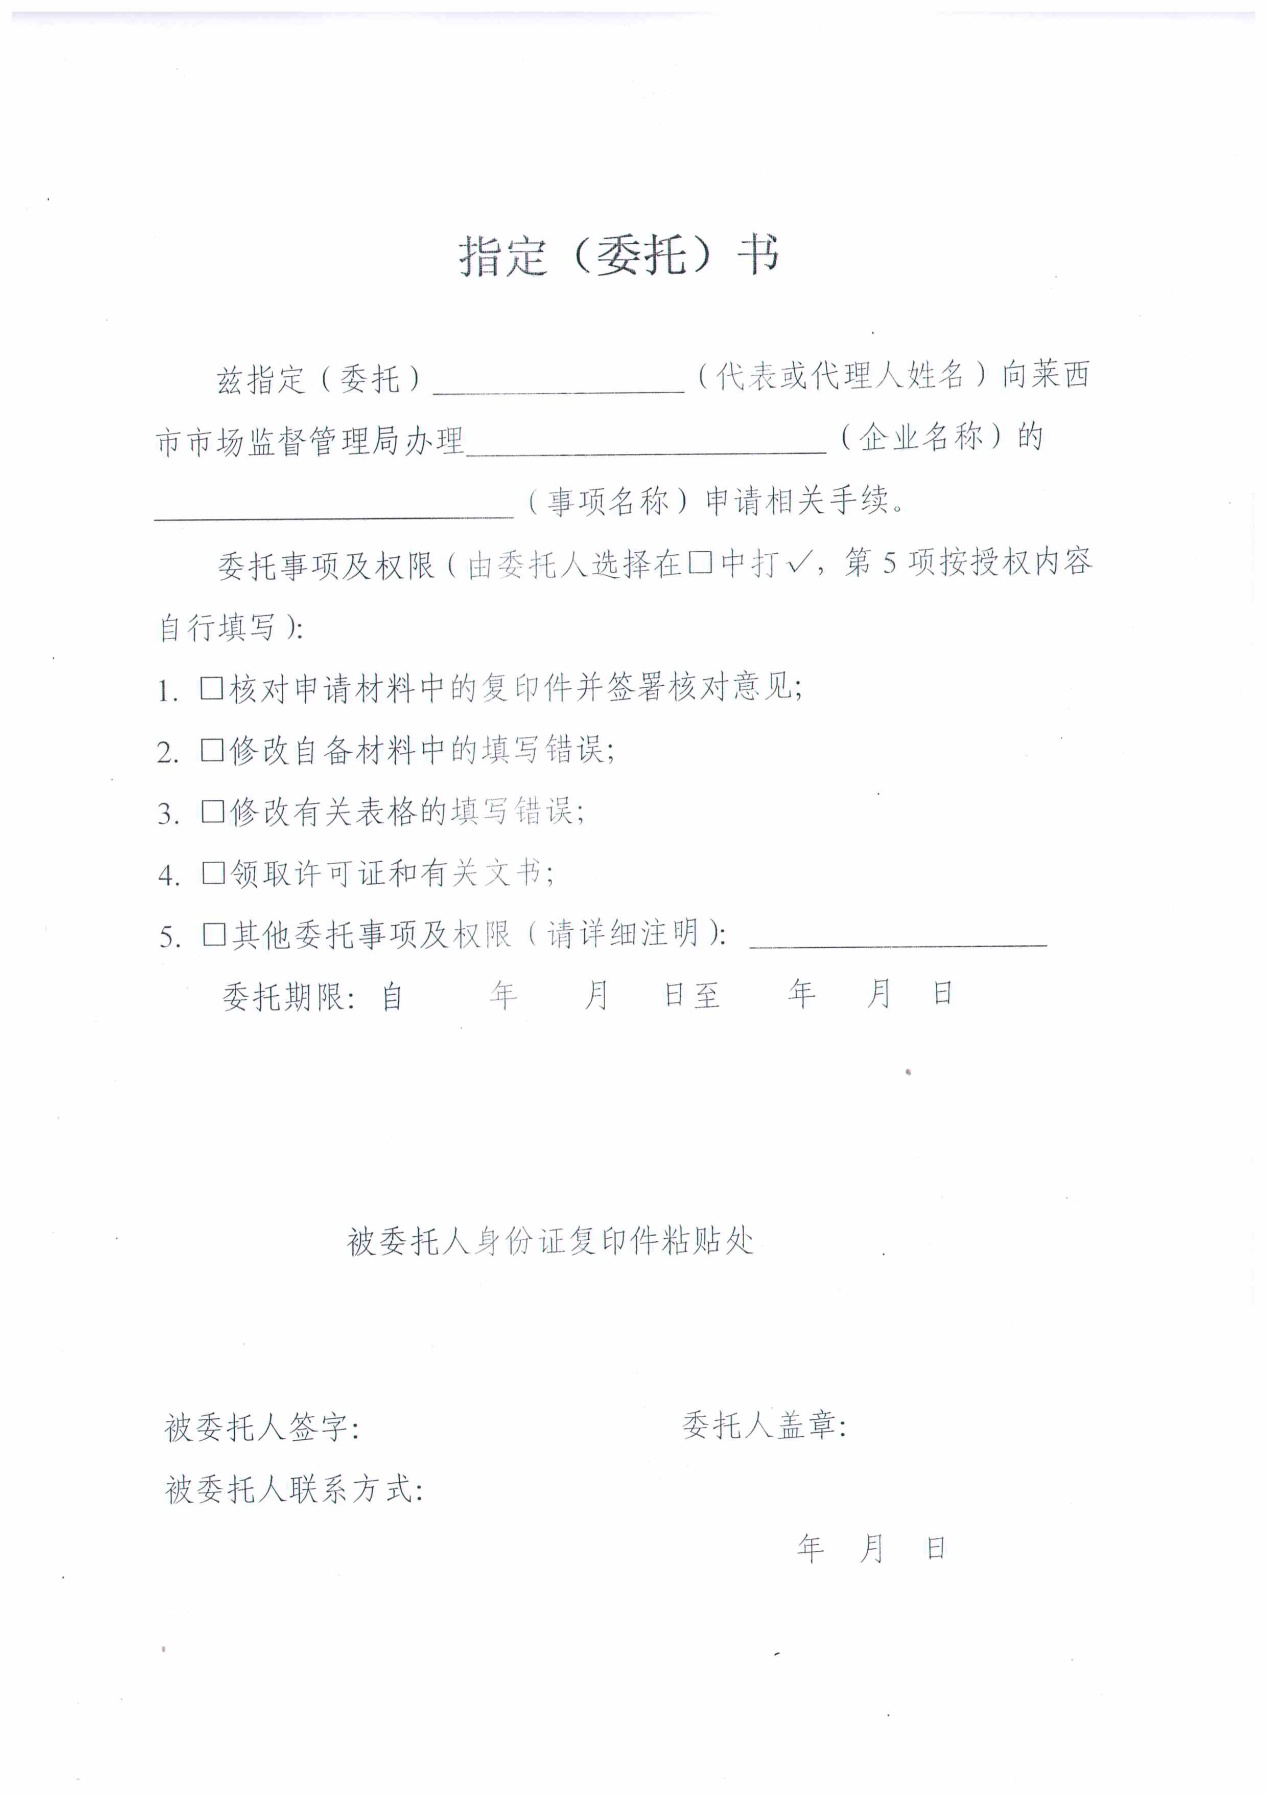 指定（委托）书
兹指定（委托）________________（代表或代理人姓名）向莱西
市市场监督管理局办理_______________________（企业名称）的
_______________________（事项名称）申请相关手续。
委托事项及权限（由委托人选择在□中打✓，第 5 项按授权内容
自行填写）：
1. □核对申请材料中的复印件并签署核对意见；
2. □修改自备材料中的填写错误；
3. □修改有关表格的填写错误；
4. □领取许可证和有关文书；
5. □其他委托事项及权限（请详细注明）：___________________
委托期限：自 年 月 日至 年 月 日
被委托人身份证复印件粘贴处
被委托人签字： 委托人盖章：
被委托人联系方式：
年 月 日